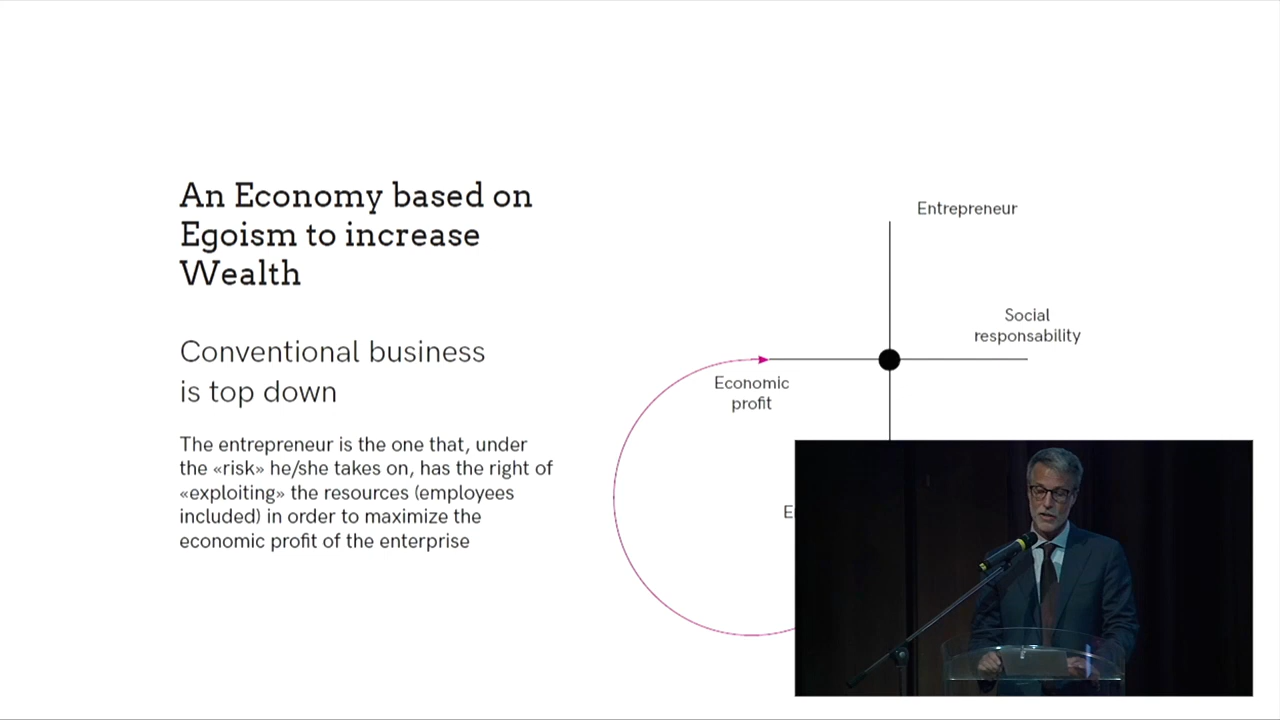 An Economy based on
Egoism to increase
Wealth
Conventional business
is top down
The entrepreneur is the one that, under
the «risk» he/she takes on, has the right of
«exploiting» the resources (employees
included) in order to maximize the
economic profit of the enterprise
Entrepreneur
Social
responsability
Economic
profit